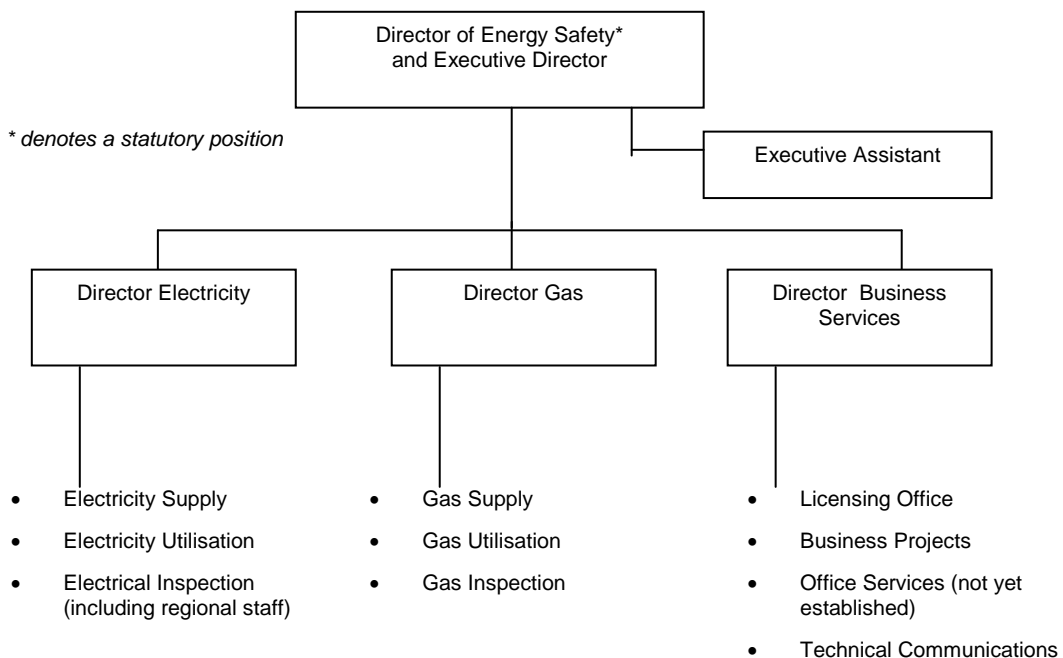 Director of Energy Safety*
and Executive Director
* denotes a statutory position
Executive Assistant
Director Electricity
Director Gas
Director Business
Services
• Electricity Supply
• Electricity Utilisation
• Electrical Inspection
(including regional staff)
• Gas Supply
• Gas Utilisation
• Gas Inspection
• Licensing Office
• Business Projects
• Office Services (not yet
established)
• Technical Communications